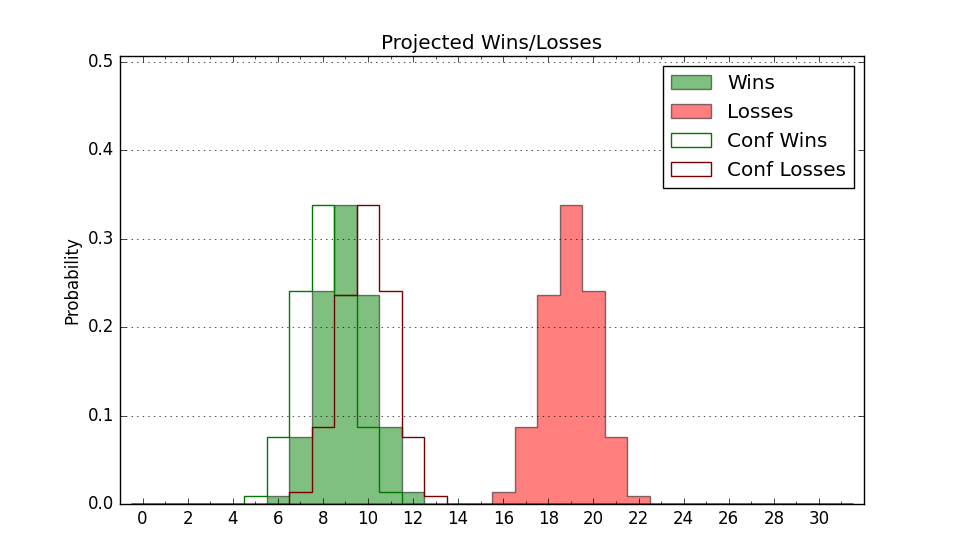 Projected Wins/Losses
0.5
0.4
0.3
0.2
0.1
0.0
Probability
Wins
Losses
Conf Wins
Conf Losses
0 2 4 6 8 10 12 14 16 18 20 22 24 26 28 30